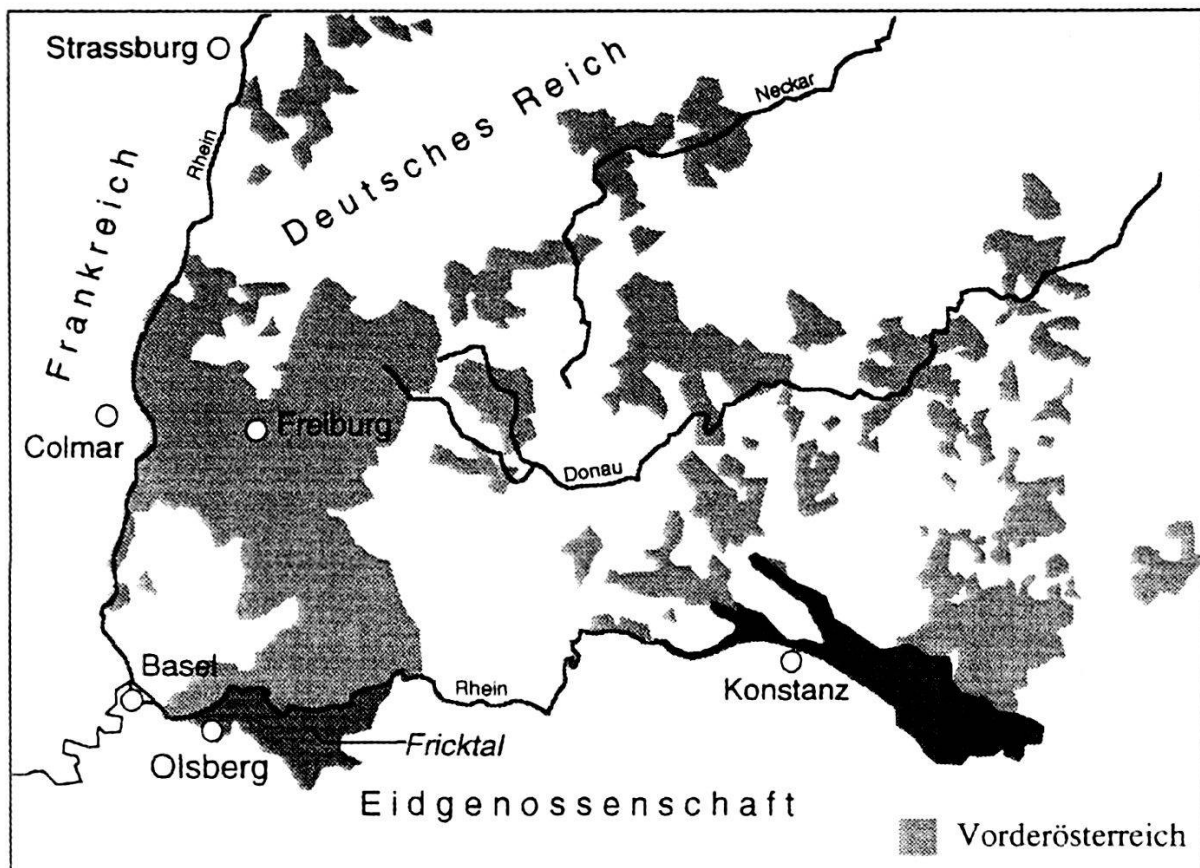 Strassburg
Deutsches Reich
Neckar
Rhein
Frankreich
Colmar
Freiburg
Donau
Basel
Rhein
Konstanz
Olsberg
Fricktal
Eidgenossenschaft
Vorderösterreich